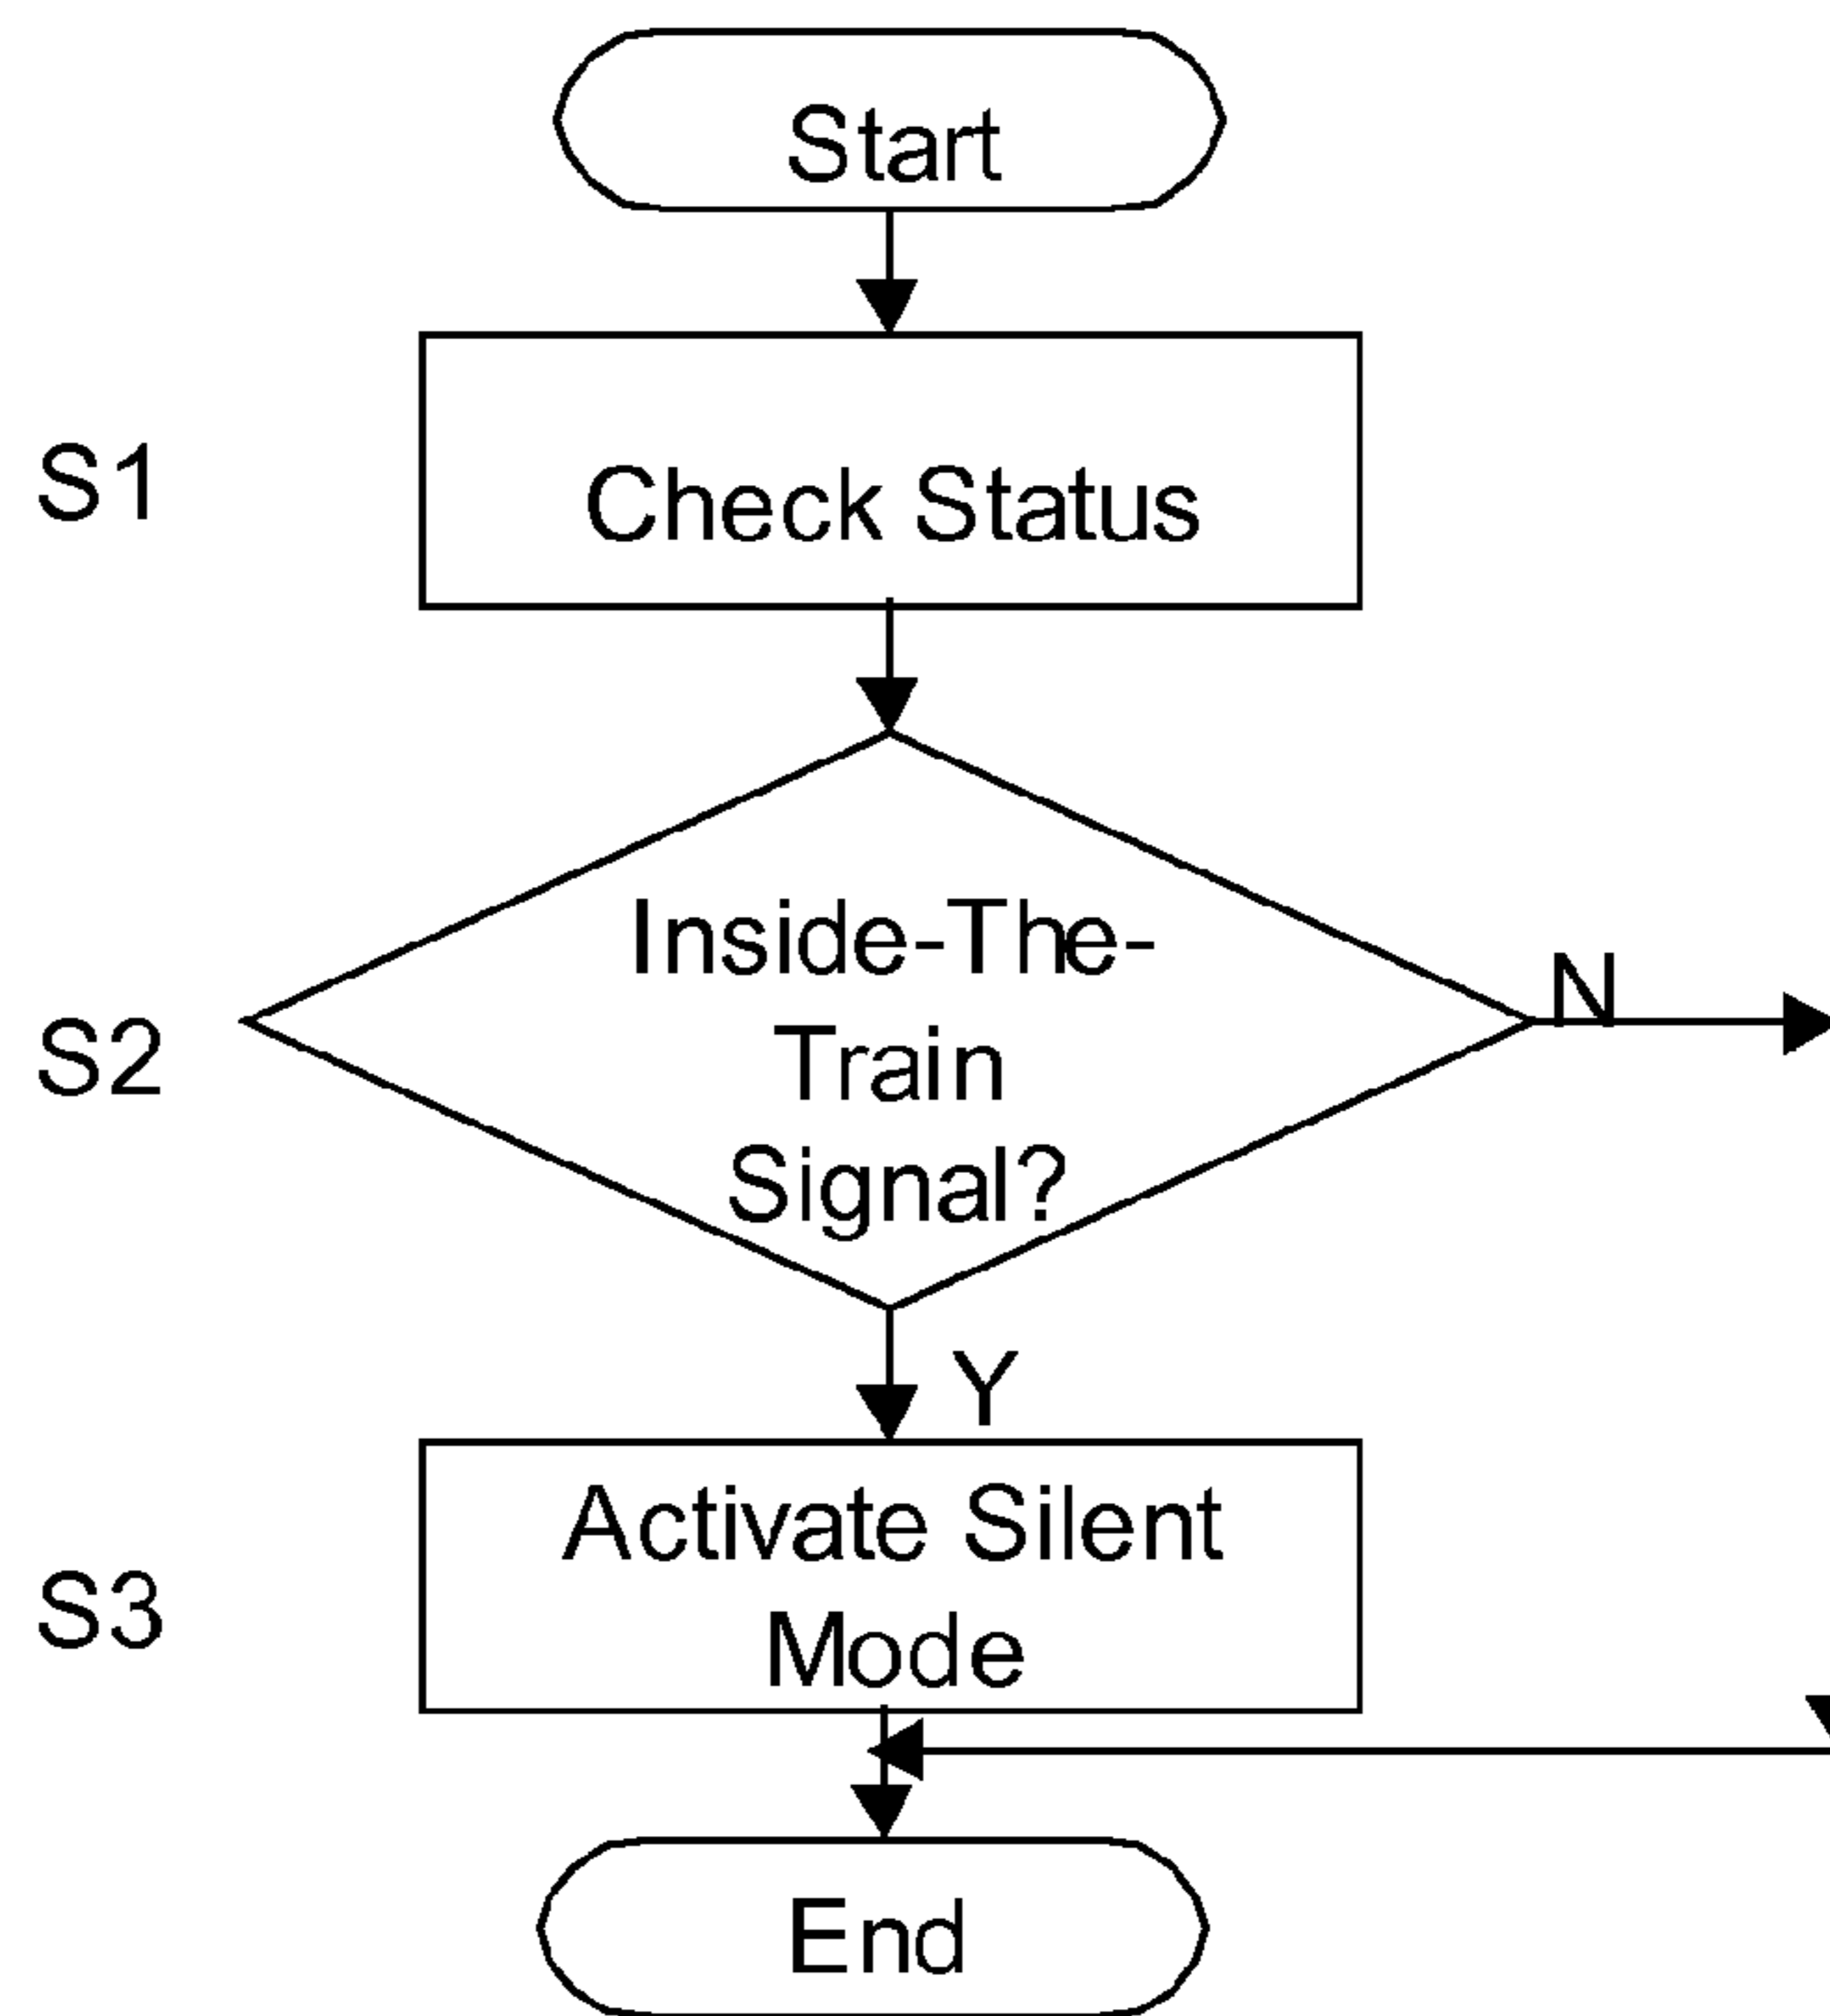 Start
S1
Check Status
Inside-The-
N
S2
Train
Signal?
Y
Activate Silent
S3
Mode
End